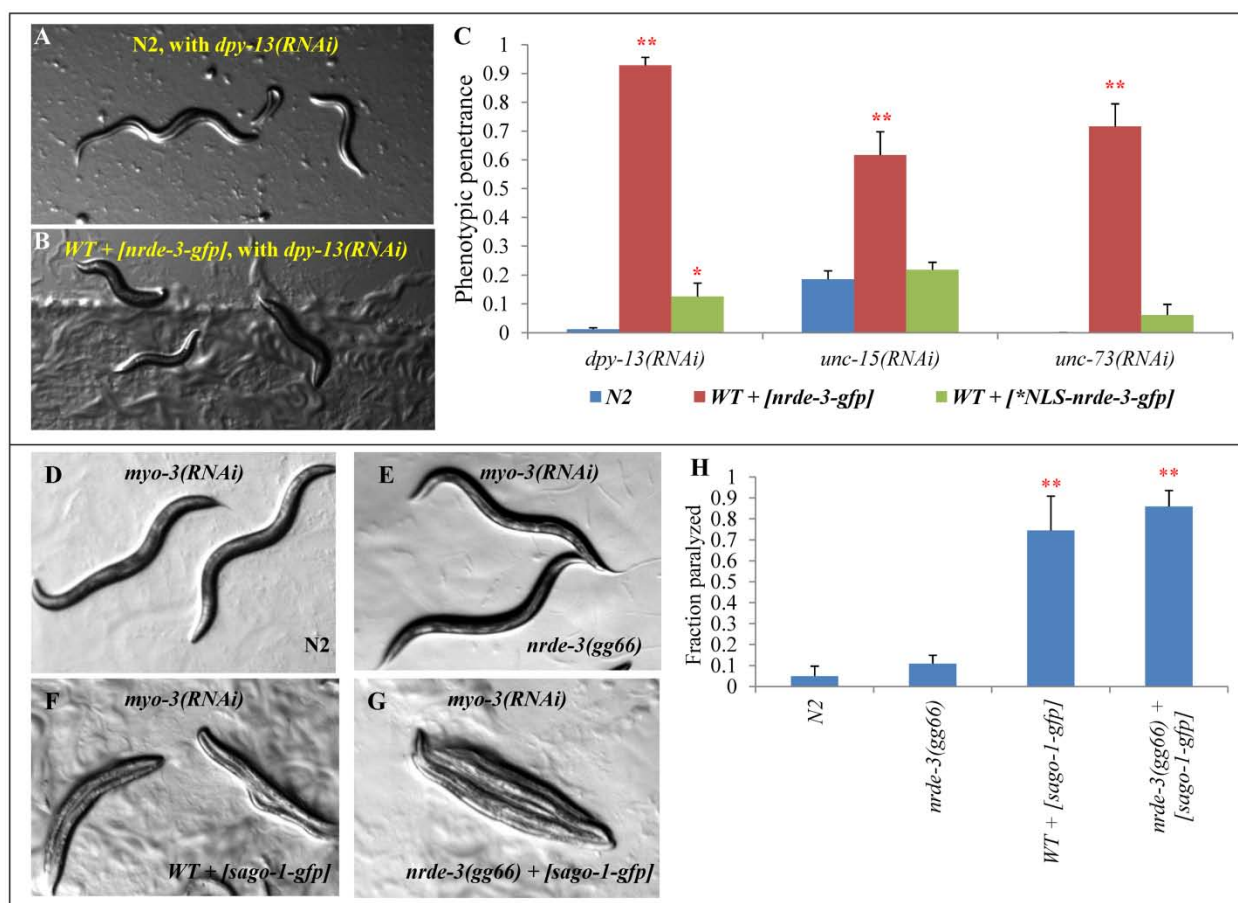 A
N2, with dpy-13(RNAi)
B
WT + [nrde-3-gfp], with dpy-13(RNAi)
C
Phenotypic penetrance
1
0.9
0.8
0.7
0.6
0.5
0.4
0.3
0.2
0.1
0
**
*
**
**
dpy-13(RNAi)
unc-15(RNAi)
unc-73(RNAi)
N2
WT + [nrde-3-gfp]
WT + [*NLS-nrde-3-gfp]
D
myo-3(RNAi)
N2
E
myo-3(RNAi)
nrde-3(gg66)
F
myo-3(RNAi)
WT + [sago-1-gfp]
G
myo-3(RNAi)
nrde-3(gg66) + [sago-1-gfp]
H
Fraction paralyzed
1
0.9
0.8
0.7
0.6
0.5
0.4
0.3
0.2
0.1
0
**
**
N2
nrde-3(gg66)
WT + [sago-1-gfp]
nrde-3(gg66) +
[sago-1-gfp]